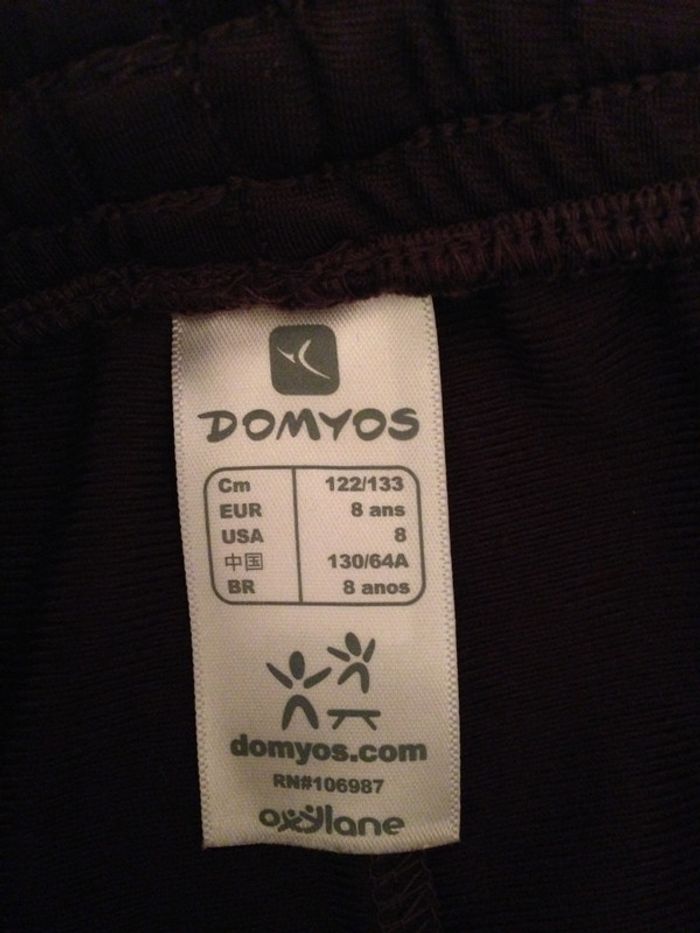 DOMYOS
Cm 122/133
EUR 8 ans
USA 8
中国 130/64A
BR 8 anos
domyos.com
RN#106987
oxylane